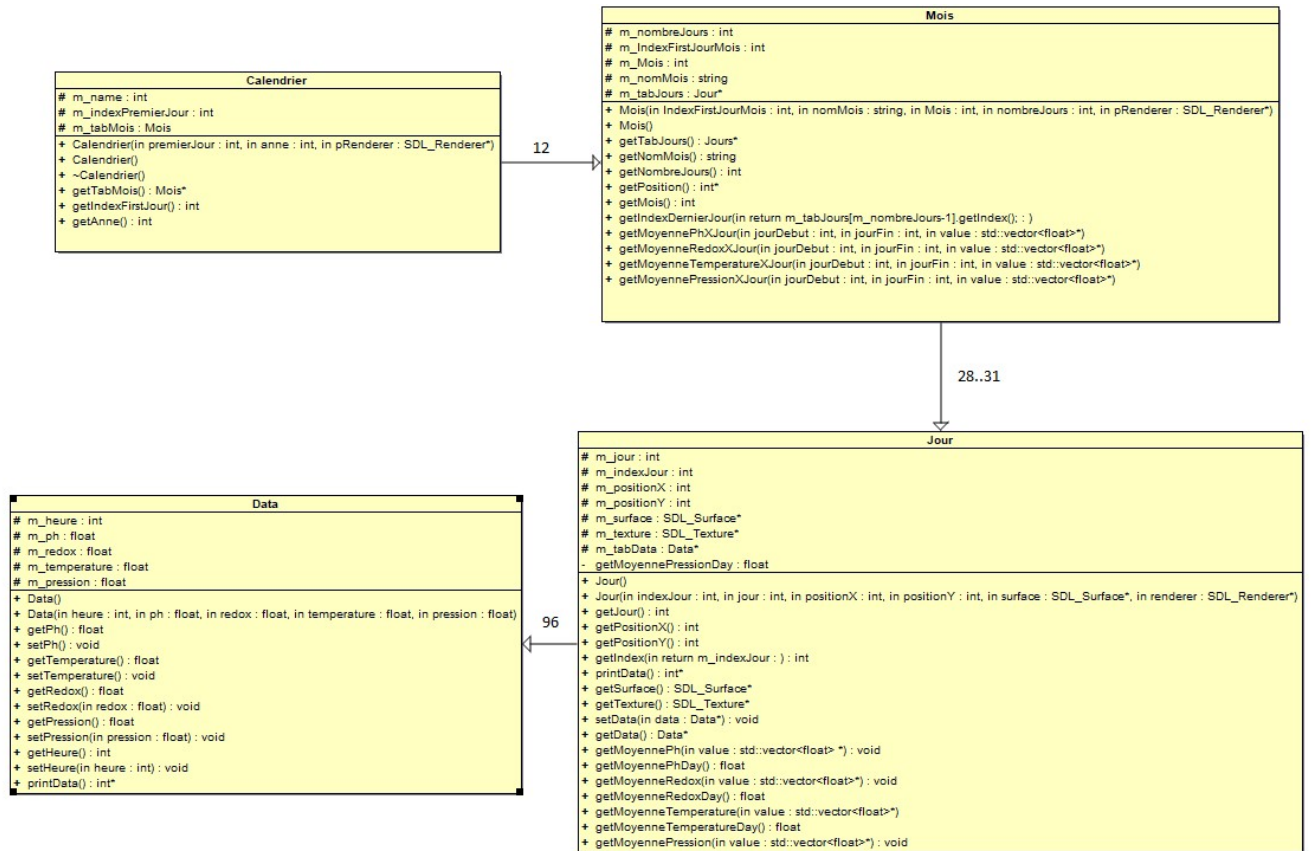 Calendrier
# m_name : int
# m_indexPremierJour : int
# m_tabMois : Mois
+ Calendrier(in premierJour : int, in anne : int, in pRenderer : SDL_Renderer*)
+ Calendrier()
+ ~Calendrier()
+ getTabMois() : Mois*
+ getIndexFirstJour() : int
+ getAnne() : int
12
Mois
# m_nombreJours : int
# m_IndexFirstJourMois : int
# m_Mois : int
# m_nomMois : string
# m_tabJours : Jour*
+ Mois(in IndexFirstJourMois : int, in nomMois : string, in Mois : int, in nombreJours : int, in pRenderer : SDL_Renderer*)
+ Mois()
+ getTabJours() : Jours*
+ getNomMois() : string
+ getNombreJours() : int
+ getPosition() : int*
+ getMois() : int
+ getIndexDernierJour(in return m_tabJours[m_nombreJours-1].getIndex(); : )
+ getMoyennePhXJour(in jourDebut : int, in jourFin : int, in value : std::vector<float>*)
+ getMoyenneRedoxXJour(in jourDebut : int, in jourFin : int, in value : std::vector<float>*)
+ getMoyenneTemperatureXJour(in jourDebut : int, in jourFin : int, in value : std::vector<float>*)
+ getMoyennePressionXJour(in jourDebut : int, in jourFin : int, in value : std::vector<float>*)
28..31
Jour
# m_jour : int
# m_indexJour : int
# m_positionX : int
# m_positionY : int
# m_surface : SDL_Surface*
# m_texture : SDL_Texture*
# m_tabData : Data*
- getMoyennePressionDay : float
+ Jour()
+ Jour(in indexJour : int, in jour : int, in positionX : int, in positionY : int, in surface : SDL_Surface*, in renderer : SDL_Renderer*)
+ getJour() : int
+ getPositionX() : int
+ getPositionY() : int
+ getIndex(in return m_indexJour : ) : int
+ printData() : int*
+ getSurface() : SDL_Surface*
+ getTexture() : SDL_Texture*
+ setData(in data : Data*) : void
+ getData() : Data*
+ getMoyennePh(in value : std::vector<float> *) : void
+ getMoyennePhDay() : float
+ getMoyenneRedox(in value : std::vector<float>*) : void
+ getMoyenneRedoxDay() : float
+ getMoyenneTemperature(in value : std::vector<float>*)
+ getMoyenneTemperatureDay() : float
+ getMoyennePression(in value : std::vector<float>*) : void
96
Data
# m_heure : int
# m_ph : float
# m_redox : float
# m_temperature : float
# m_pression : float
+ Data()
+ Data(in heure : int, in ph : float, in redox : float, in temperature : float, in pression : float)
+ getPh() : float
+ setPh() : void
+ getTemperature() : float
+ setTemperature() : void
+ getRedox() : float
+ setRedox(in redox : float) : void
+ getPression() : float
+ setPression(in pression : float) : void
+ getHeure() : int
+ setHeure(in heure : int) : void
+ printData() : int*